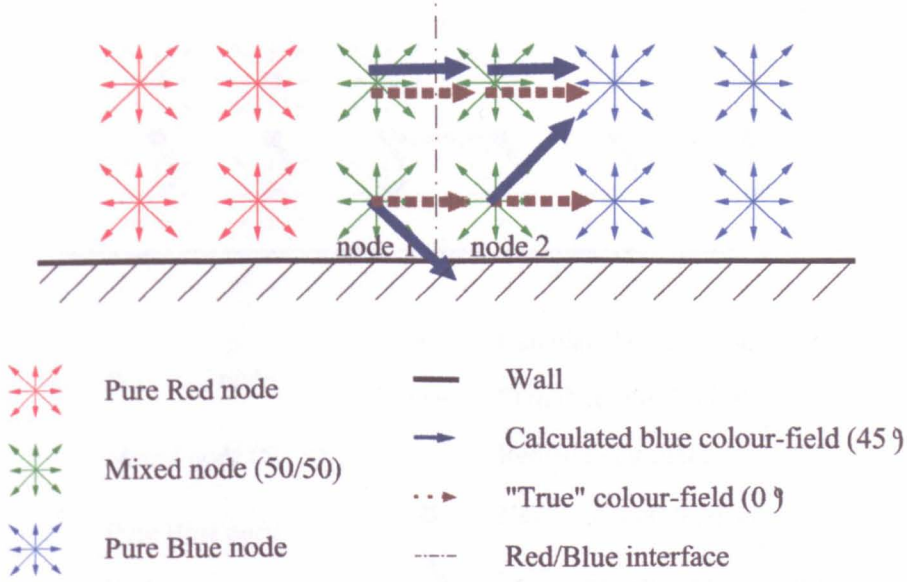 node 1
node 2
Pure Red node
Mixed node (50/50)
Pure Blue node
Wall
Calculated blue colour-field (45°)
"True" colour-field (0°)
Red/Blue interface